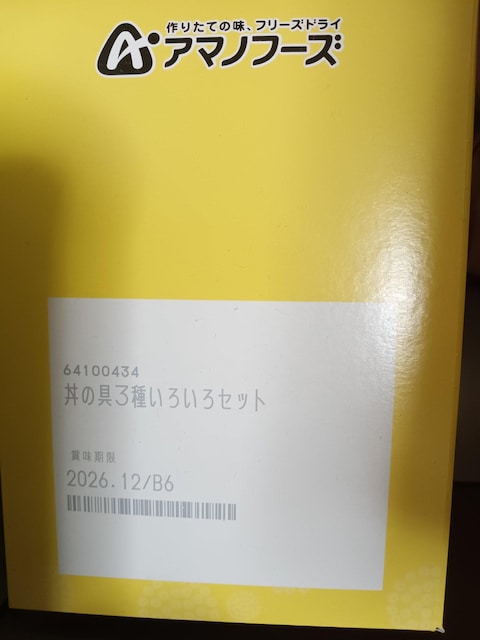 作りたての味、フリーズドライ
アマノフーズ
64100434
丼の具3種いろいろセット
賞味期限
2026.12/B6